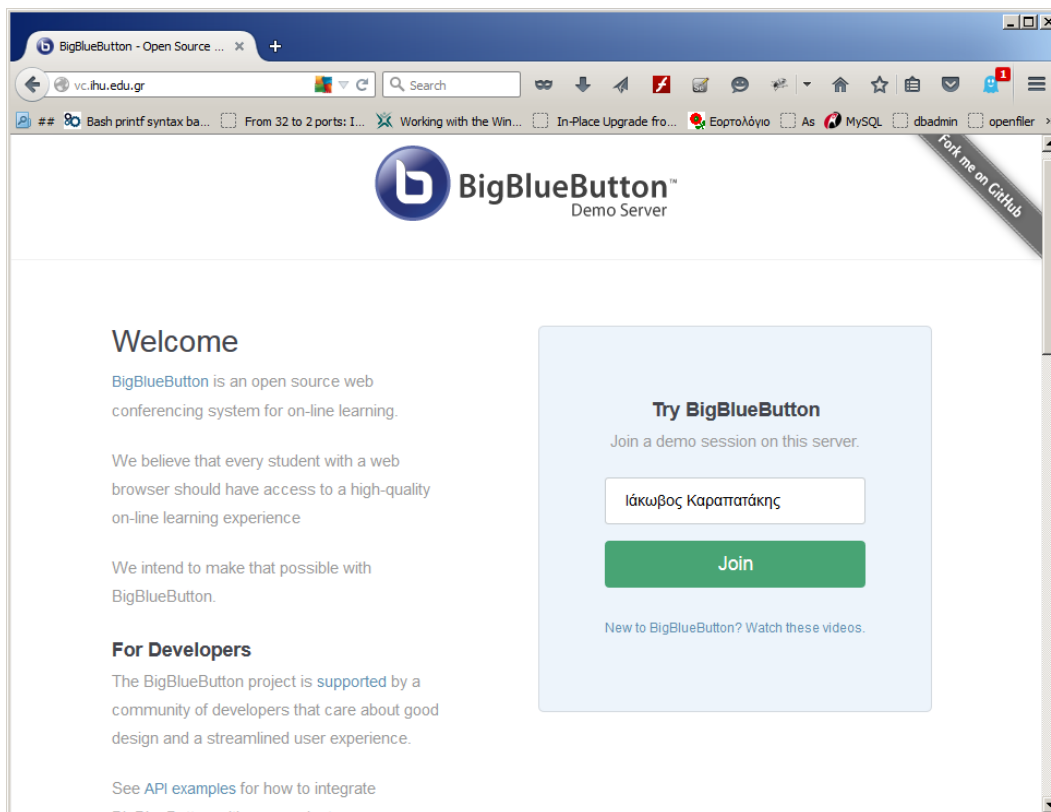 BigBlueButton - Open Source ...
vc.ihu.edu.gr
Search
1
## Bash printf syntax ba... From 32 to 2 ports: I... Working with the Win... In-Place Upgrade fro... Εορτολόγιο As MySQL dbadmin openfiler
BigBlueButton™
Demo Server
Fork me on GitHub
Welcome
BigBlueButton is an open source web
conferencing system for on-line learning.
We believe that every student with a web
browser should have access to a high-quality
on-line learning experience
We intend to make that possible with
BigBlueButton.
For Developers
The BigBlueButton project is supported by a
community of developers that care about good
design and a streamlined user experience.
See API examples for how to integrate
Try BigBlueButton
Join a demo session on this server.
Ιάκωβος Καραπατάκης
Join
New to BigBlueButton? Watch these videos.